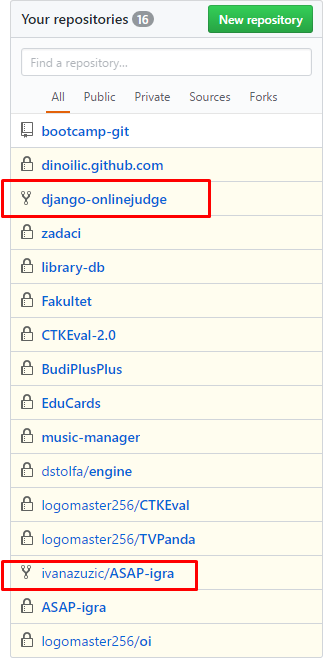 Your repositories 16 New repository
Find a repository...
All Public Private Sources Forks
bootcamp-git
dinoilic.github.com
django-onlinejudge
zadaci
library-db
Fakultet
CTKEval-2.0
BudiPlusPlus
EduCards
music-manager
dstolfa/engine
logomaster256/CTKEval
logomaster256/TVPanda
ivanazuzic/ASAP-igra
ASAP-igra
logomaster256/oi